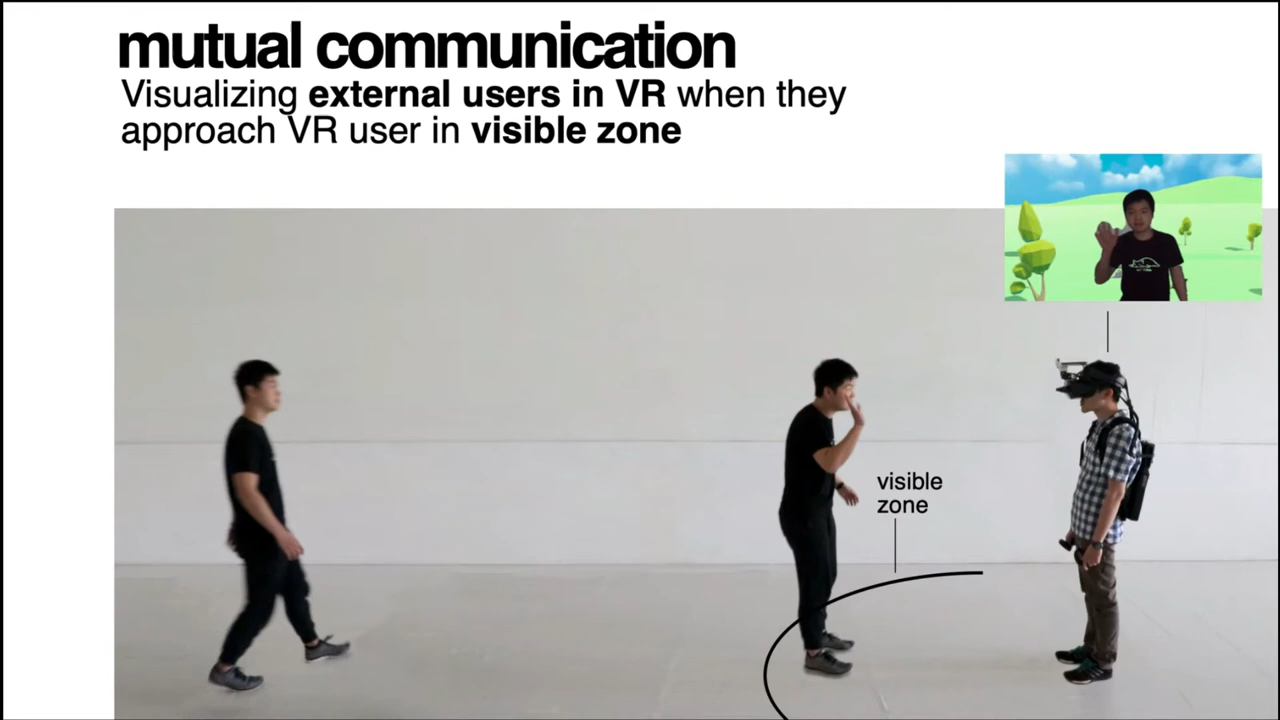 mutual communication
Visualizing external users in VR when they
approach VR user in visible zone
visible
zone